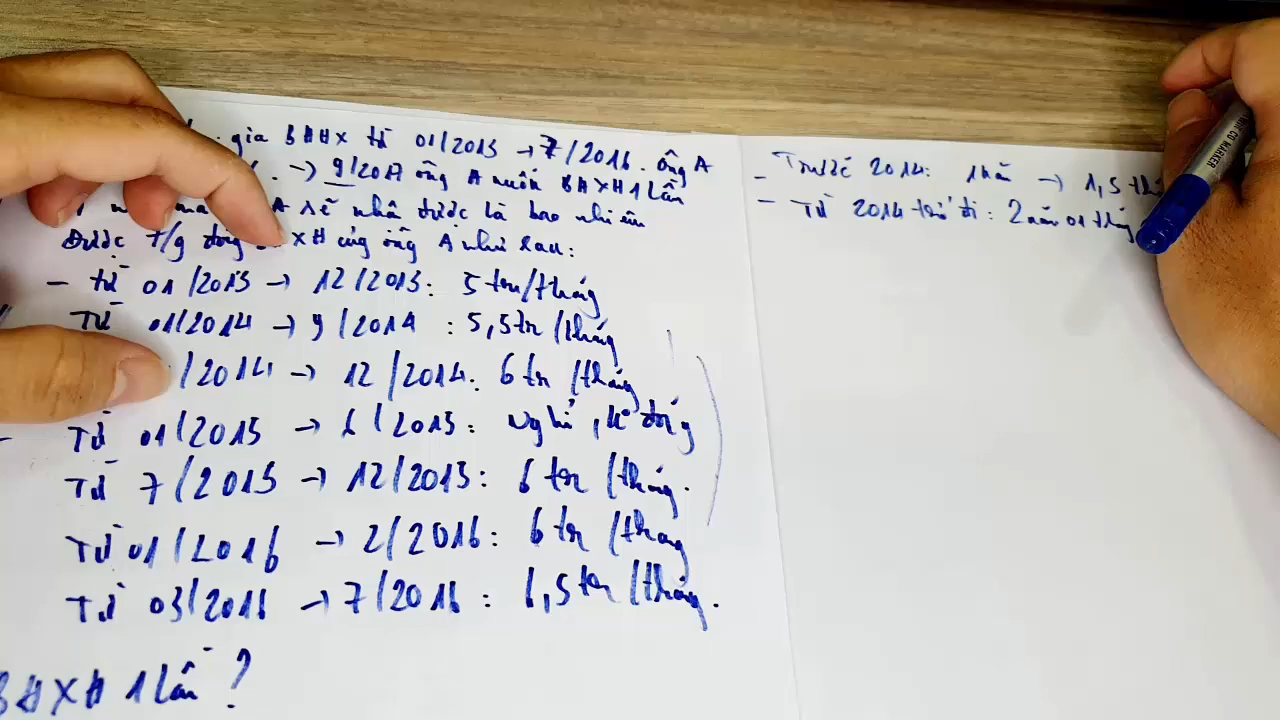 gia BHXH từ 01/2013 → 7/2016. ông A
→ 9/2017 ông A muốn BHXH 1 Lần
A sẽ nhận được là bao nhiêu
Được t/g đóng XH của ông A như sau:
- từ 01/2013 → 12/2013: 5 tr/tháng
Từ 01/2014 → 9/2014: 5,5 tr/tháng
/2014 → 12/2014: 6 tr/tháng
- Từ 01/2015 → 6/2015: Nghỉ, K° đóng
Từ 7/2015 → 12/2015: 6 tr/tháng.
Từ 01/2016 → 2/2016: 6 tr/tháng
Từ 03/2016 → 7/2016: 6,5 tr/tháng.
BHXH 1 lần?
- Trước 2014: 1 năm → 1,5 thá
- Từ 2014 trở đi: 2 năm 01 tháng
MARKER